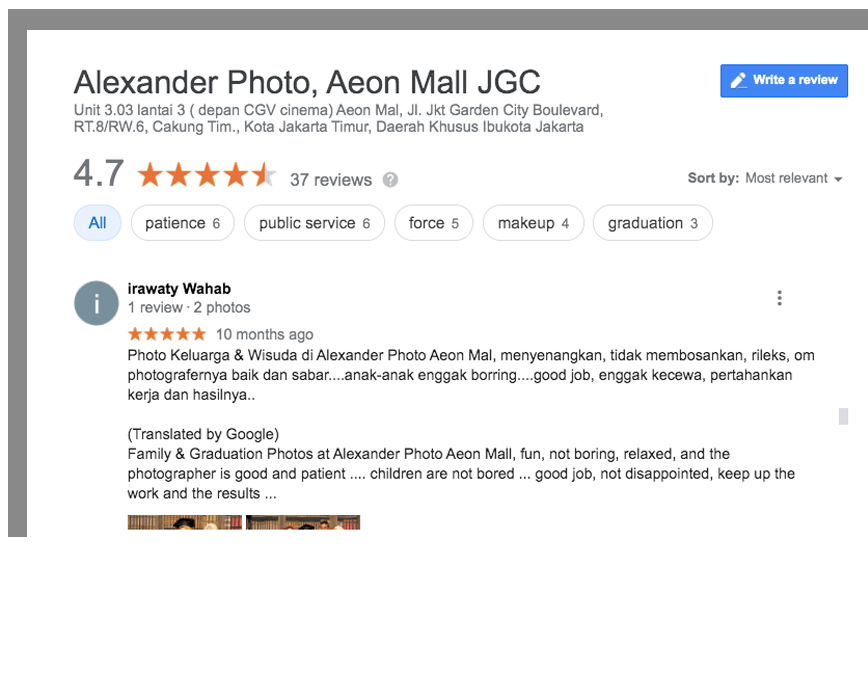 Alexander Photo, Aeon Mall JGC
Write a review
Unit 3.03 lantai 3 ( depan CGV cinema) Aeon Mal, Jl. Jkt Garden City Boulevard,
RT.8/RW.6, Cakung Tim., Kota Jakarta Timur, Daerah Khusus Ibukota Jakarta
4.7 37 reviews ?
Sort by: Most relevant
All patience 6 public service 6 force 5 makeup 4 graduation 3
i
irawaty Wahab
1 review · 2 photos
10 months ago
Photo Keluarga & Wisuda di Alexander Photo Aeon Mal, menyenangkan, tidak membosankan, rileks, om
photografernya baik dan sabar....anak-anak enggak borring....good job, enggak kecewa, pertahankan
kerja dan hasilnya..
(Translated by Google)
Family & Graduation Photos at Alexander Photo Aeon Mall, fun, not boring, relaxed, and the
photographer is good and patient .... children are not bored ... good job, not disappointed, keep up the
work and the results ...